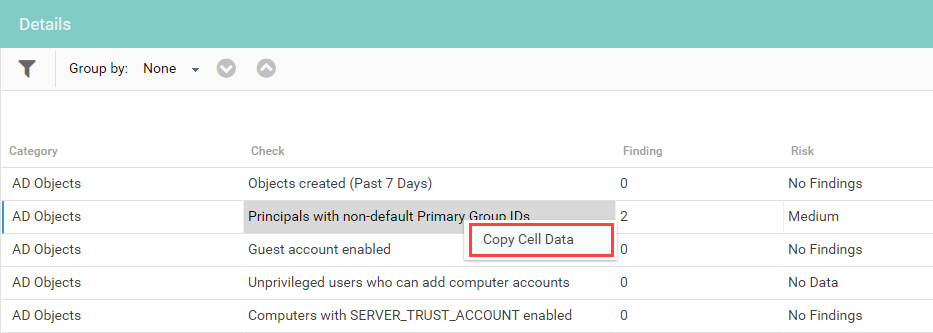 Details
Group by: None
Category Check Finding Risk
AD Objects Objects created (Past 7 Days) 0 No Findings
AD Objects Principals with non-default Primary Group IDs 2 Medium
Copy Cell Data
AD Objects Guest account enabled 0 No Findings
AD Objects Unprivileged users who can add computer accounts 0 No Data
AD Objects Computers with SERVER_TRUST_ACCOUNT enabled 0 No Findings